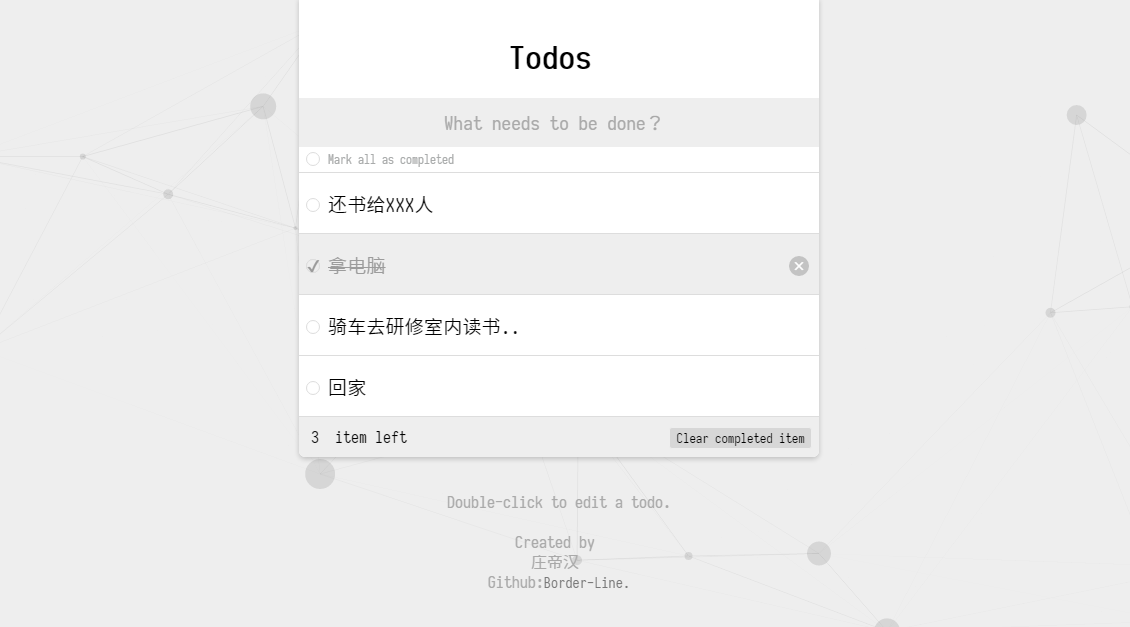 Todos
What needs to be done？
Mark all as completed
还书给XXX人
拿电脑
骑车去研修室内读书..
回家
3 item left
Clear completed item
Double-click to edit a todo.
Created by
庄帝汉
Github:Border-Line.